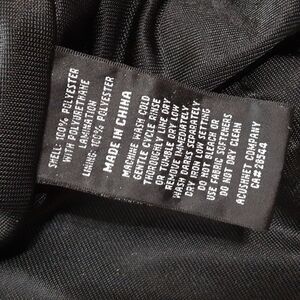 SHELL: 100% POLYESTER
WITH POLYURETHANE
LAMINATION
LINING: 100% POLYESTER
MADE IN CHINA
MACHINE WASH COLD
GENTLE CYCLE RINSE
THOROUGHLY LINE DRY
OR TUMBLE DRY LOW
REMOVE IMMEDIATELY
WASH DARKS SEPARATELY
DRY IRON LOW SETTING
DO NOT BLEACH OR
USE FABRIC SOFTENERS
DO NOT DRY CLEAN
ACUSHNET COMPANY
CA# 28544